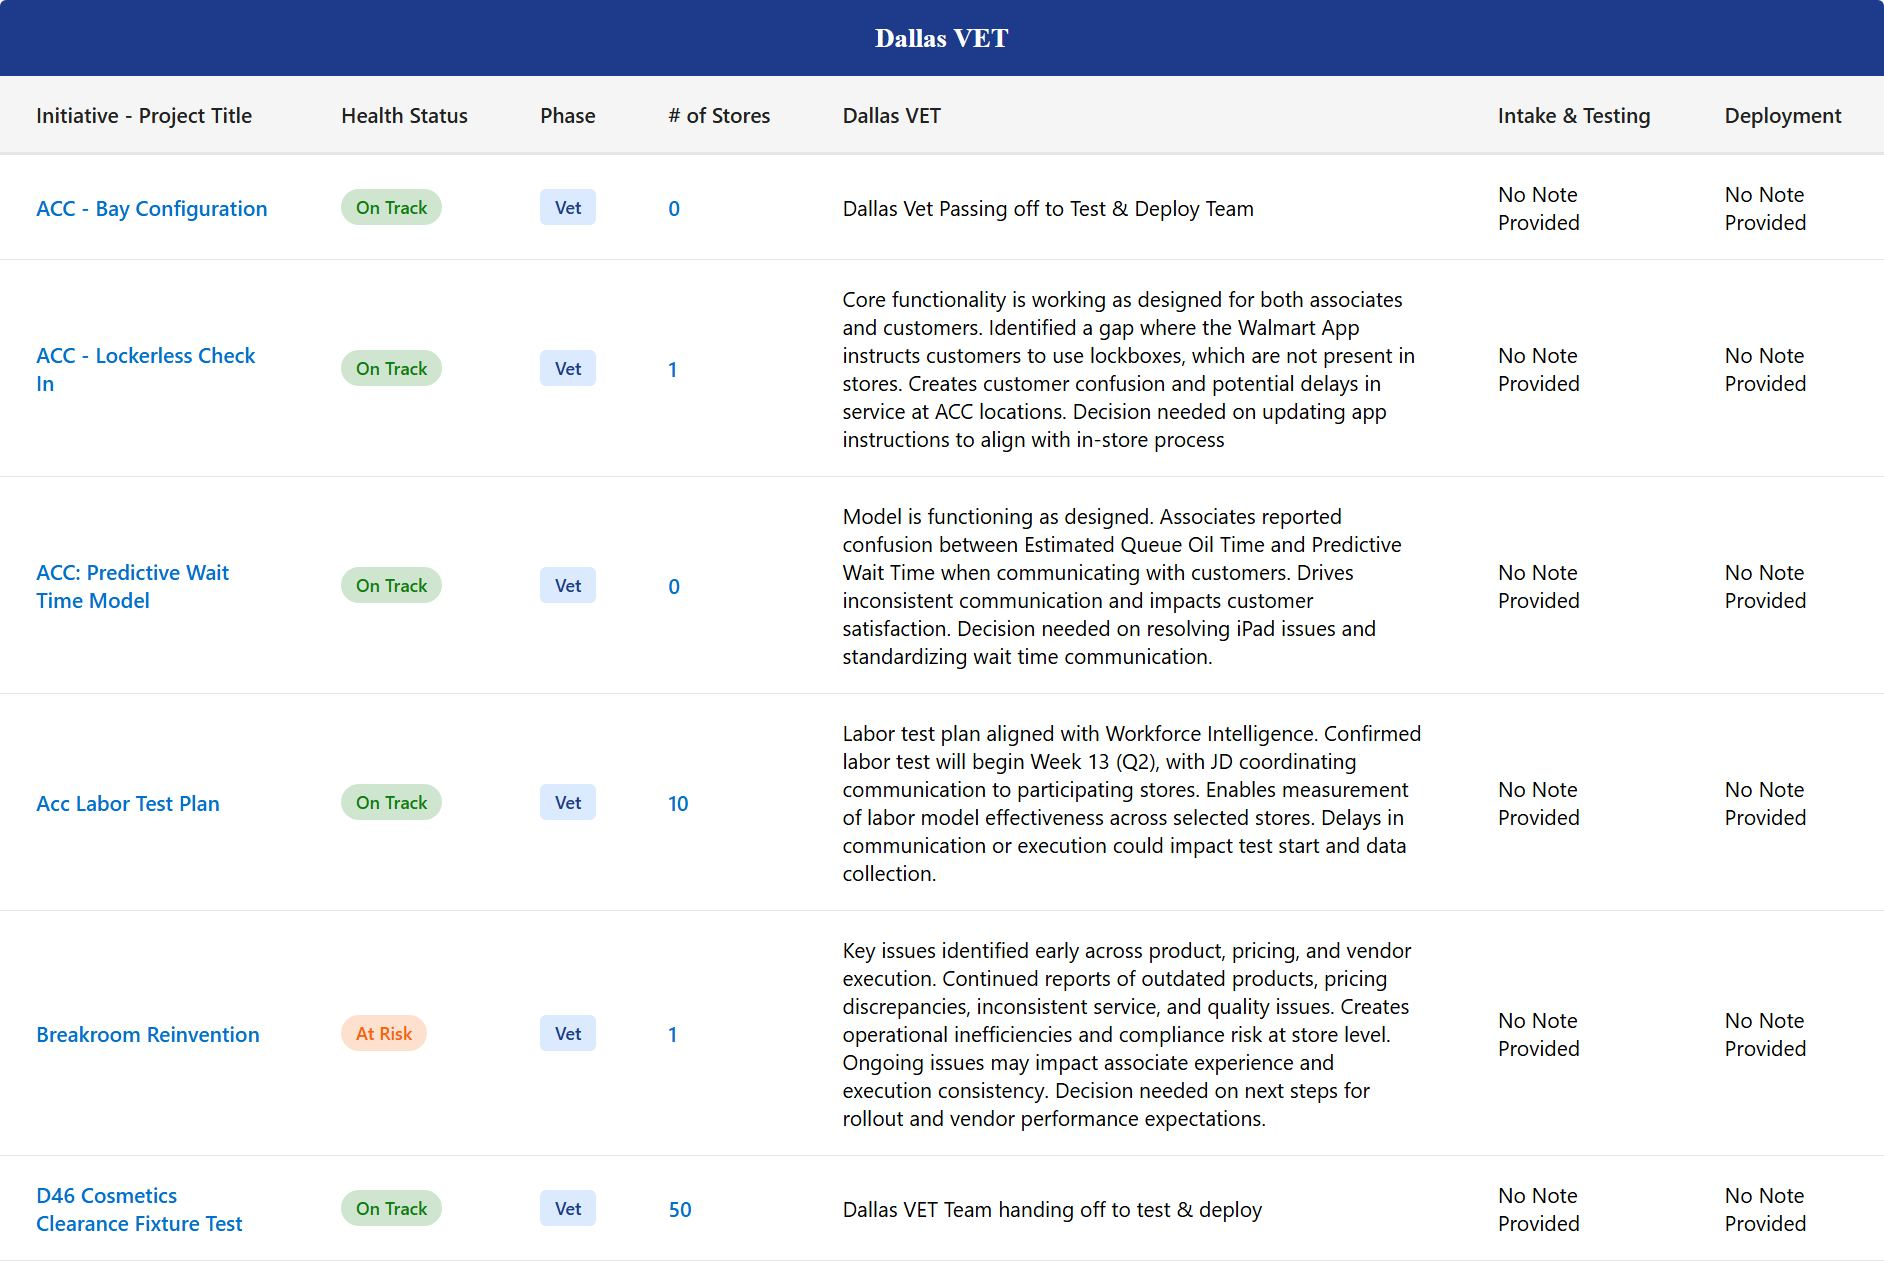 Dallas VET
Initiative - Project Title Health Status Phase # of Stores Dallas VET Intake & Testing Deployment
ACC - Bay Configuration
On Track
Vet
0
Dallas Vet Passing off to Test & Deploy Team
No Note
Provided
No Note
Provided
ACC - Lockerless Check
In
On Track
Vet
1
Core functionality is working as designed for both associates
and customers. Identified a gap where the Walmart App
instructs customers to use lockboxes, which are not present in
stores. Creates customer confusion and potential delays in
service at ACC locations. Decision needed on updating app
instructions to align with in-store process
No Note
Provided
No Note
Provided
ACC: Predictive Wait
Time Model
On Track
Vet
0
Model is functioning as designed. Associates reported
confusion between Estimated Queue Oil Time and Predictive
Wait Time when communicating with customers. Drives
inconsistent communication and impacts customer
satisfaction. Decision needed on resolving iPad issues and
standardizing wait time communication.
No Note
Provided
No Note
Provided
Acc Labor Test Plan
On Track
Vet
10
Labor test plan aligned with Workforce Intelligence. Confirmed
labor test will begin Week 13 (Q2), with JD coordinating
communication to participating stores. Enables measurement
of labor model effectiveness across selected stores. Delays in
communication or execution could impact test start and data
collection.
No Note
Provided
No Note
Provided
Breakroom Reinvention
At Risk
Vet
1
Key issues identified early across product, pricing, and vendor
execution. Continued reports of outdated products, pricing
discrepancies, inconsistent service, and quality issues. Creates
operational inefficiencies and compliance risk at store level.
Ongoing issues may impact associate experience and
execution consistency. Decision needed on next steps for
rollout and vendor performance expectations.
No Note
Provided
No Note
Provided
D46 Cosmetics
Clearance Fixture Test
On Track
Vet
50
Dallas VET Team handing off to test & deploy
No Note
Provided
No Note
Provided